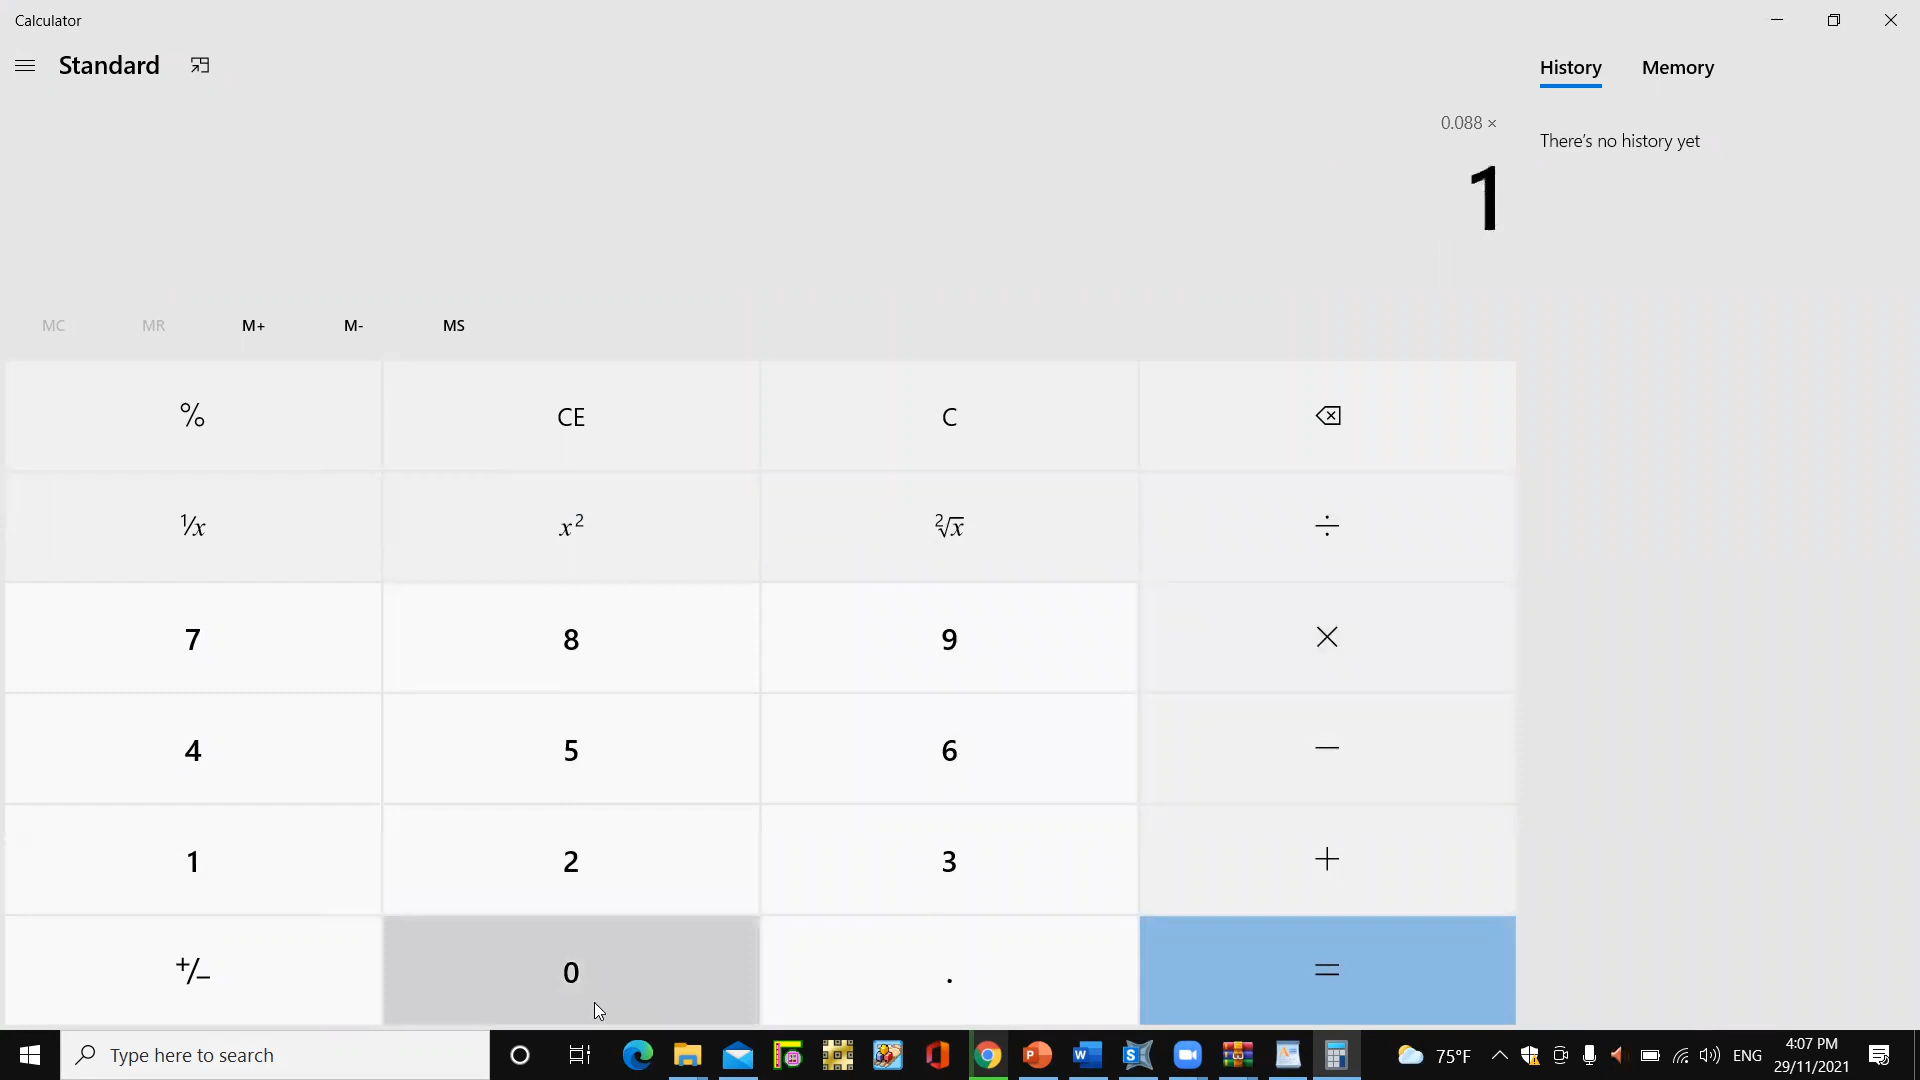 Calculator
Standard
History Memory
0.088 ×
There's no history yet
1
MC MR M+ M- MS
% CE C
1/x x2 2√x ÷
7 8 9 ×
4 5 6 −
1 2 3 +
+/− 0 . =
Type here to search
75°F ENG 4:07 PM
29/11/2021